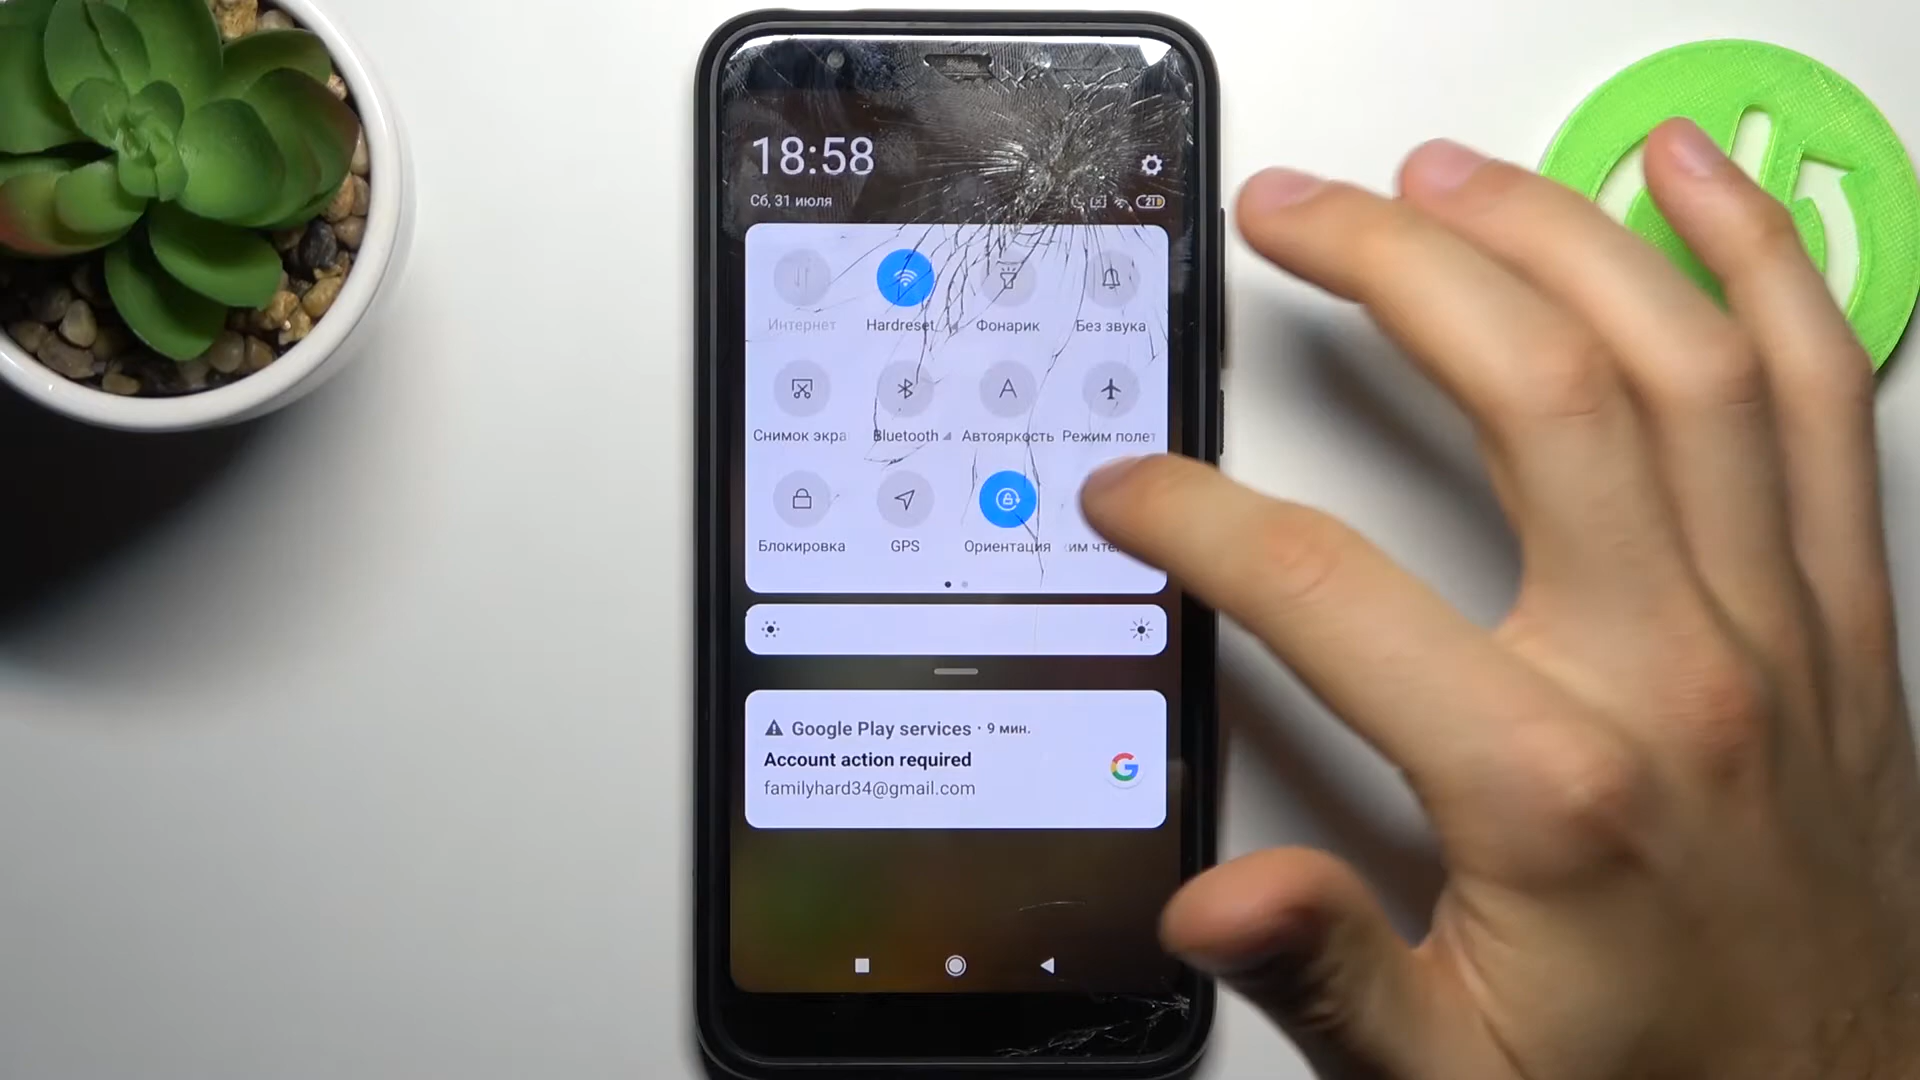 18:58
Сб, 31 июля
21
Интернет
Hardreset
Фонарик
Без звука
Снимок экра
Bluetooth
Автояркость
Режим полет
Блокировка
GPS
Ориентация
Google Play services · 9 мин.
Account action required
familyhard34@gmail.com